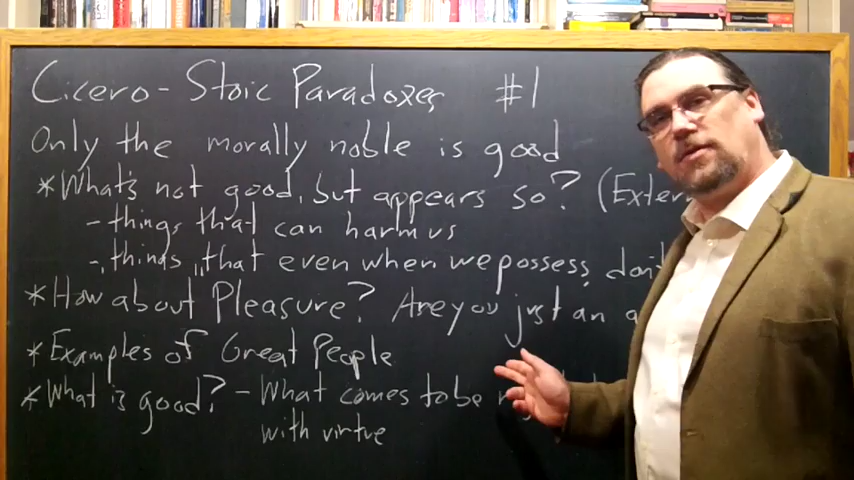 Cicero - Stoic Paradoxes #1
Only the morally noble is good
*What's not good, but appears so? (Exter
- things that can harm us
- things that even when we possess, don't
*How about Pleasure? Are you just an a
*Examples of Great People
*What is good? - What comes to be
with virtue